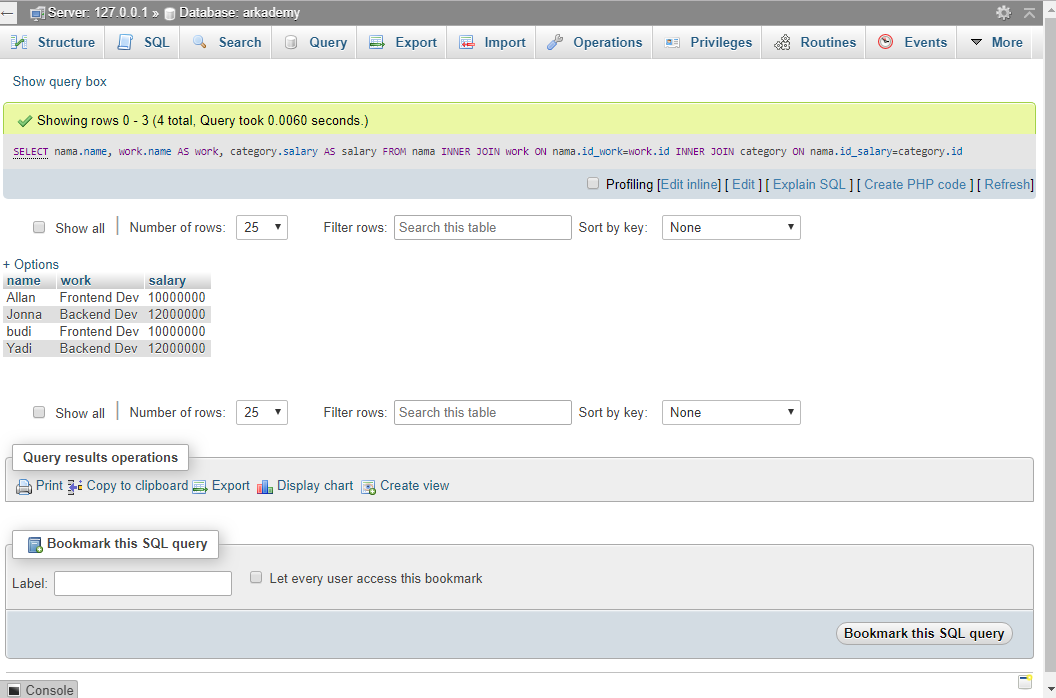 Server: 127.0.0.1 » Database: arkademy
Structure SQL Search Query Export Import Operations Privileges Routines Events More
Show query box
Showing rows 0 - 3 (4 total, Query took 0.0060 seconds.)
SELECT nama.name, work.name AS work, category.salary AS salary FROM nama INNER JOIN work ON nama.id_work=work.id INNER JOIN category ON nama.id_salary=category.id
Profiling [Edit inline] [ Edit ] [ Explain SQL ] [ Create PHP code ] [ Refresh]
Show all Number of rows: 25 Filter rows: Search this table Sort by key: None
+ Options
name work salary
Allan Frontend Dev 10000000
Jonna Backend Dev 12000000
budi Frontend Dev 10000000
Yadi Backend Dev 12000000
Show all Number of rows: 25 Filter rows: Search this table Sort by key: None
Query results operations
Print Copy to clipboard Export Display chart Create view
Bookmark this SQL query
Label: Let every user access this bookmark
Bookmark this SQL query
Console